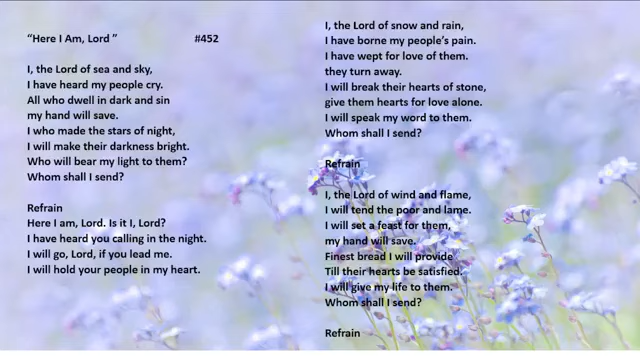 “Here I Am, Lord ” #452
I, the Lord of sea and sky,
I have heard my people cry.
All who dwell in dark and sin
my hand will save.
I who made the stars of night,
I will make their darkness bright.
Who will bear my light to them?
Whom shall I send?
Refrain
Here I am, Lord. Is it I, Lord?
I have heard you calling in the night.
I will go, Lord, if you lead me.
I will hold your people in my heart.
I, the Lord of snow and rain,
I have borne my people’s pain.
I have wept for love of them.
they turn away.
I will break their hearts of stone,
give them hearts for love alone.
I will speak my word to them.
Whom shall I send?
Refrain
I, the Lord of wind and flame,
I will tend the poor and lame.
I will set a feast for them,
my hand will save.
Finest bread I will provide
Till their hearts be satisfied.
I will give my life to them.
Whom shall I send?
Refrain